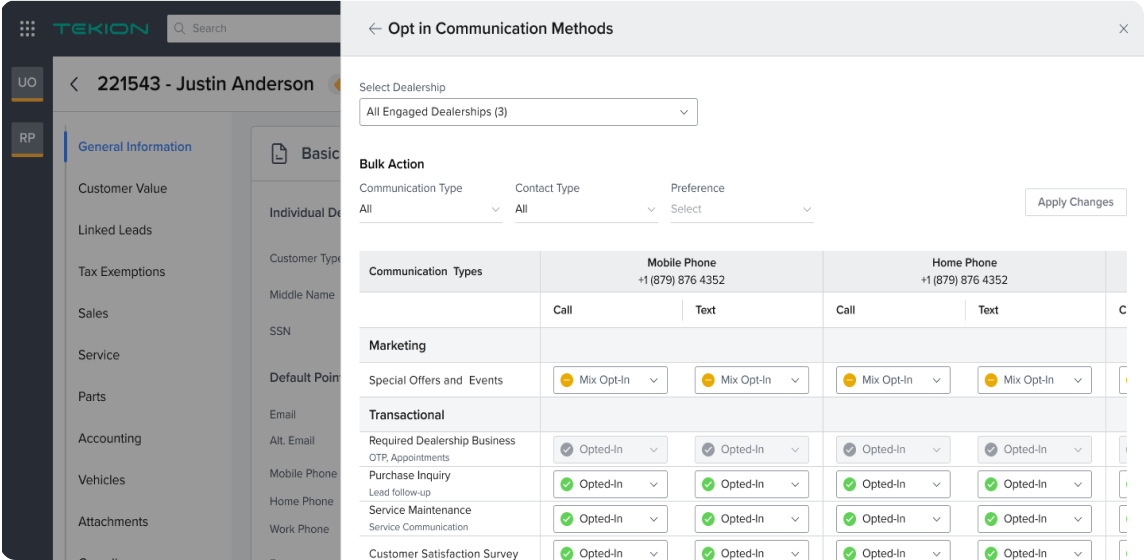 TEKION
Search
UO
RP
221543 - Justin Anderson
General Information
Customer Value
Linked Leads
Tax Exemptions
Sales
Service
Parts
Accounting
Vehicles
Attachments
Basic
Individual De
Customer Type
Middle Name
SSN
Default Poin
Email
Alt. Email
Mobile Phone
Home Phone
Work Phone
Opt in Communication Methods
Select Dealership
All Engaged Dealerships (3)
Bulk Action
Communication Type Contact Type Preference
All All Select
Apply Changes
Communication Types Mobile Phone Home Phone
+1 (879) 876 4352 +1 (879) 876 4352
Call Text Call Text C
Marketing
Special Offers and Events Mix Opt-In Mix Opt-In Mix Opt-In Mix Opt-In
Transactional
Required Dealership Business Opted-In Opted-In Opted-In Opted-In
OTP, Appointments
Purchase Inquiry Opted-In Opted-In Opted-In Opted-In
Lead follow-up
Service Maintenance Opted-In Opted-In Opted-In Opted-In
Service Communication
Customer Satisfaction Survey Opted-In Opted-In Opted-In Opted-In